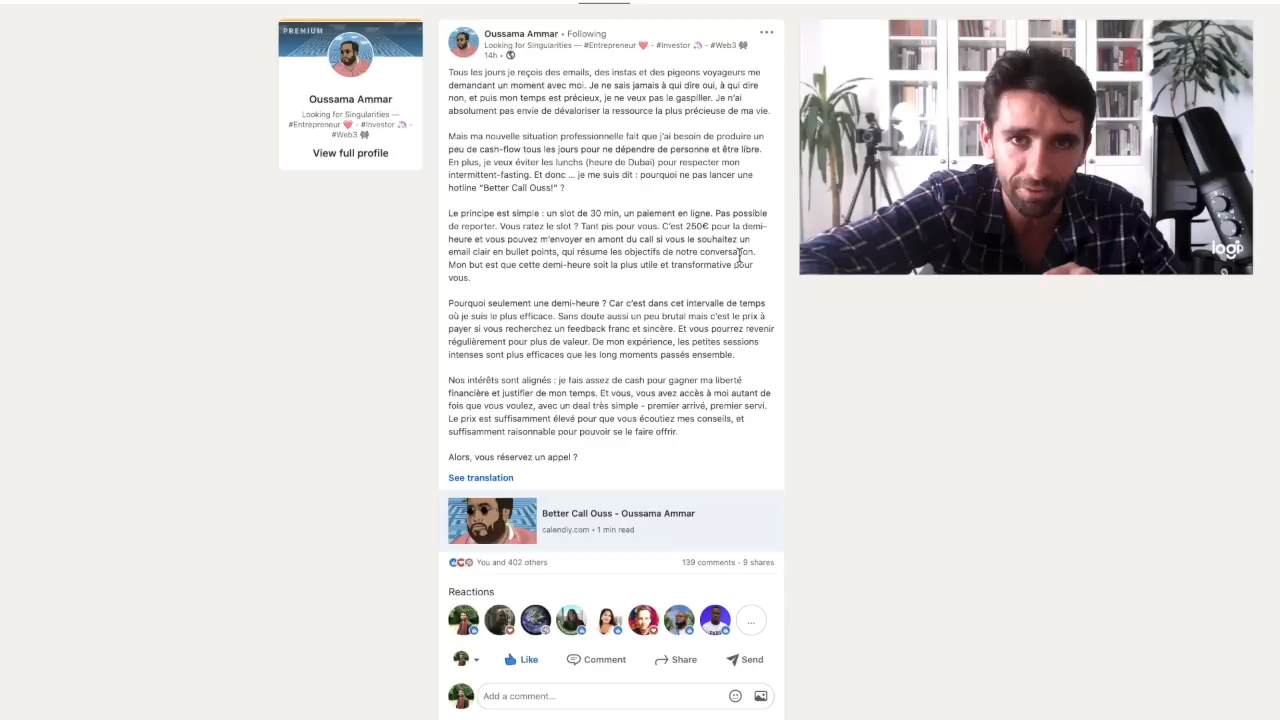 PREMIUM
Oussama Ammar
Looking for Singularities —
#Entrepreneur ❤️ - #Investor 🦄 -
#Web3 👾
View full profile
Oussama Ammar • Following
Looking for Singularities — #Entrepreneur ❤️ - #Investor 🦄 - #Web3 👾
14h •
Tous les jours je reçois des emails, des instas et des pigeons voyageurs me
demandant un moment avec moi. Je ne sais jamais à qui dire oui, à qui dire
non, et puis mon temps est précieux, je ne veux pas le gaspiller. Je n'ai
absolument pas envie de dévaloriser la ressource la plus précieuse de ma vie.
Mais ma nouvelle situation professionnelle fait que j'ai besoin de produire un
peu de cash-flow tous les jours pour ne dépendre de personne et être libre.
En plus, je veux éviter les lunchs (heure de Dubai) pour respecter mon
intermittent-fasting. Et donc ... je me suis dit : pourquoi ne pas lancer une
hotline “Better Call Ouss!” ?
Le principe est simple : un slot de 30 min, un paiement en ligne. Pas possible
de reporter. Vous ratez le slot ? Tant pis pour vous. C'est 250€ pour la demi-
heure et vous pouvez m'envoyer en amont du call si vous le souhaitez un
email clair en bullet points, qui résume les objectifs de notre conversation.
Mon but est que cette demi-heure soit la plus utile et transformative pour
vous.
Pourquoi seulement une demi-heure ? Car c'est dans cet intervalle de temps
où je suis le plus efficace. Sans doute aussi un peu brutal mais c'est le prix à
payer si vous recherchez un feedback franc et sincère. Et vous pourrez revenir
régulièrement pour plus de valeur. De mon expérience, les petites sessions
intenses sont plus efficaces que les long moments passés ensemble.
Nos intérêts sont alignés : je fais assez de cash pour gagner ma liberté
financière et justifier de mon temps. Et vous, vous avez accès à moi autant de
fois que vous voulez, avec un deal très simple - premier arrivé, premier servi.
Le prix est suffisamment élevé pour que vous écoutiez mes conseils, et
suffisamment raisonnable pour pouvoir se le faire offrir.
Alors, vous réservez un appel ?
See translation
Better Call Ouss - Oussama Ammar
calendly.com • 1 min read
You and 402 others
139 comments • 9 shares
Reactions
...
Like
Comment
Share
Send
Add a comment...
logi